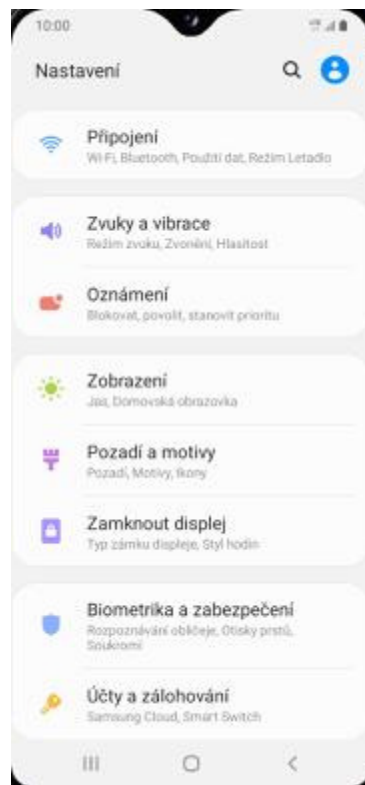 10:00
Nastavení
Připojení
Wi-Fi, Bluetooth, Použití dat, Režim Letadlo
Zvuky a vibrace
Režim zvuku, Zvonění, Hlasitost
Oznámení
Blokovat, povolit, stanovit prioritu
Zobrazení
Jas, Domovská obrazovka
Pozadí a motivy
Pozadí, Motivy, Ikony
Zamknout displej
Typ zámku displeje, Styl hodin
Biometrika a zabezpečení
Rozpoznávání obličeje, Otisky prstů,
Soukromí
Účty a zálohování
Samsung Cloud, Smart Switch